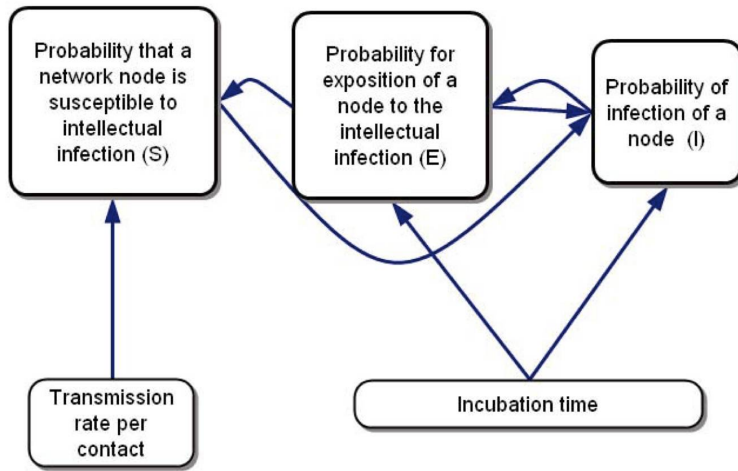 Probability that a
network node is
susceptible to
intellectual
infection (S)
Probability for
exposition of a
node to the
intellectual
infection (E)
Probability of
infection of a
node (I)
Transmission
rate per
contact
Incubation time